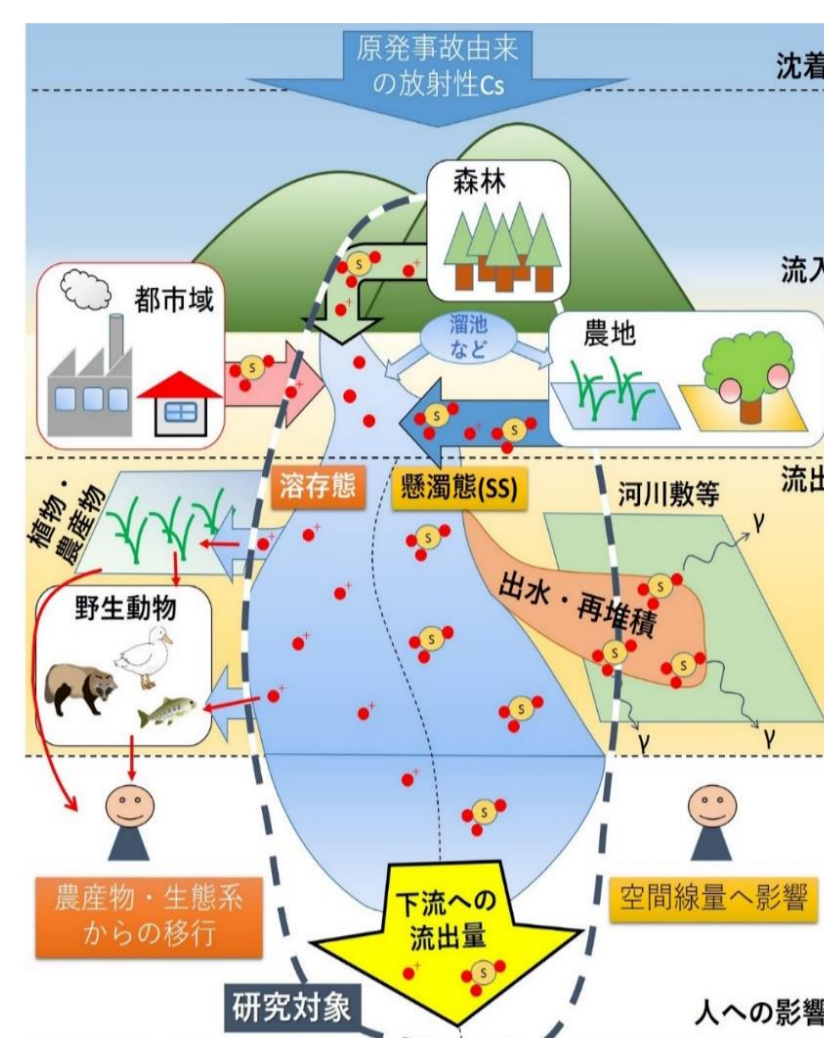 原発事故由来
の放射性Cs
沈着
森林
流入
都市域
溜池
など
農地
溶存態
懸濁態(SS)
流出
植物・
農産物
河川敷等
出水・再堆積
野生動物
γ
γ
γ
S
S
S
S
S
S
S
S
S
S
S
S
+
+
+
+
+
+
+
+
+
+
+
+
農産物・生態系
からの移行
空間線量へ影響
下流への
流出量
研究対象
人への影響